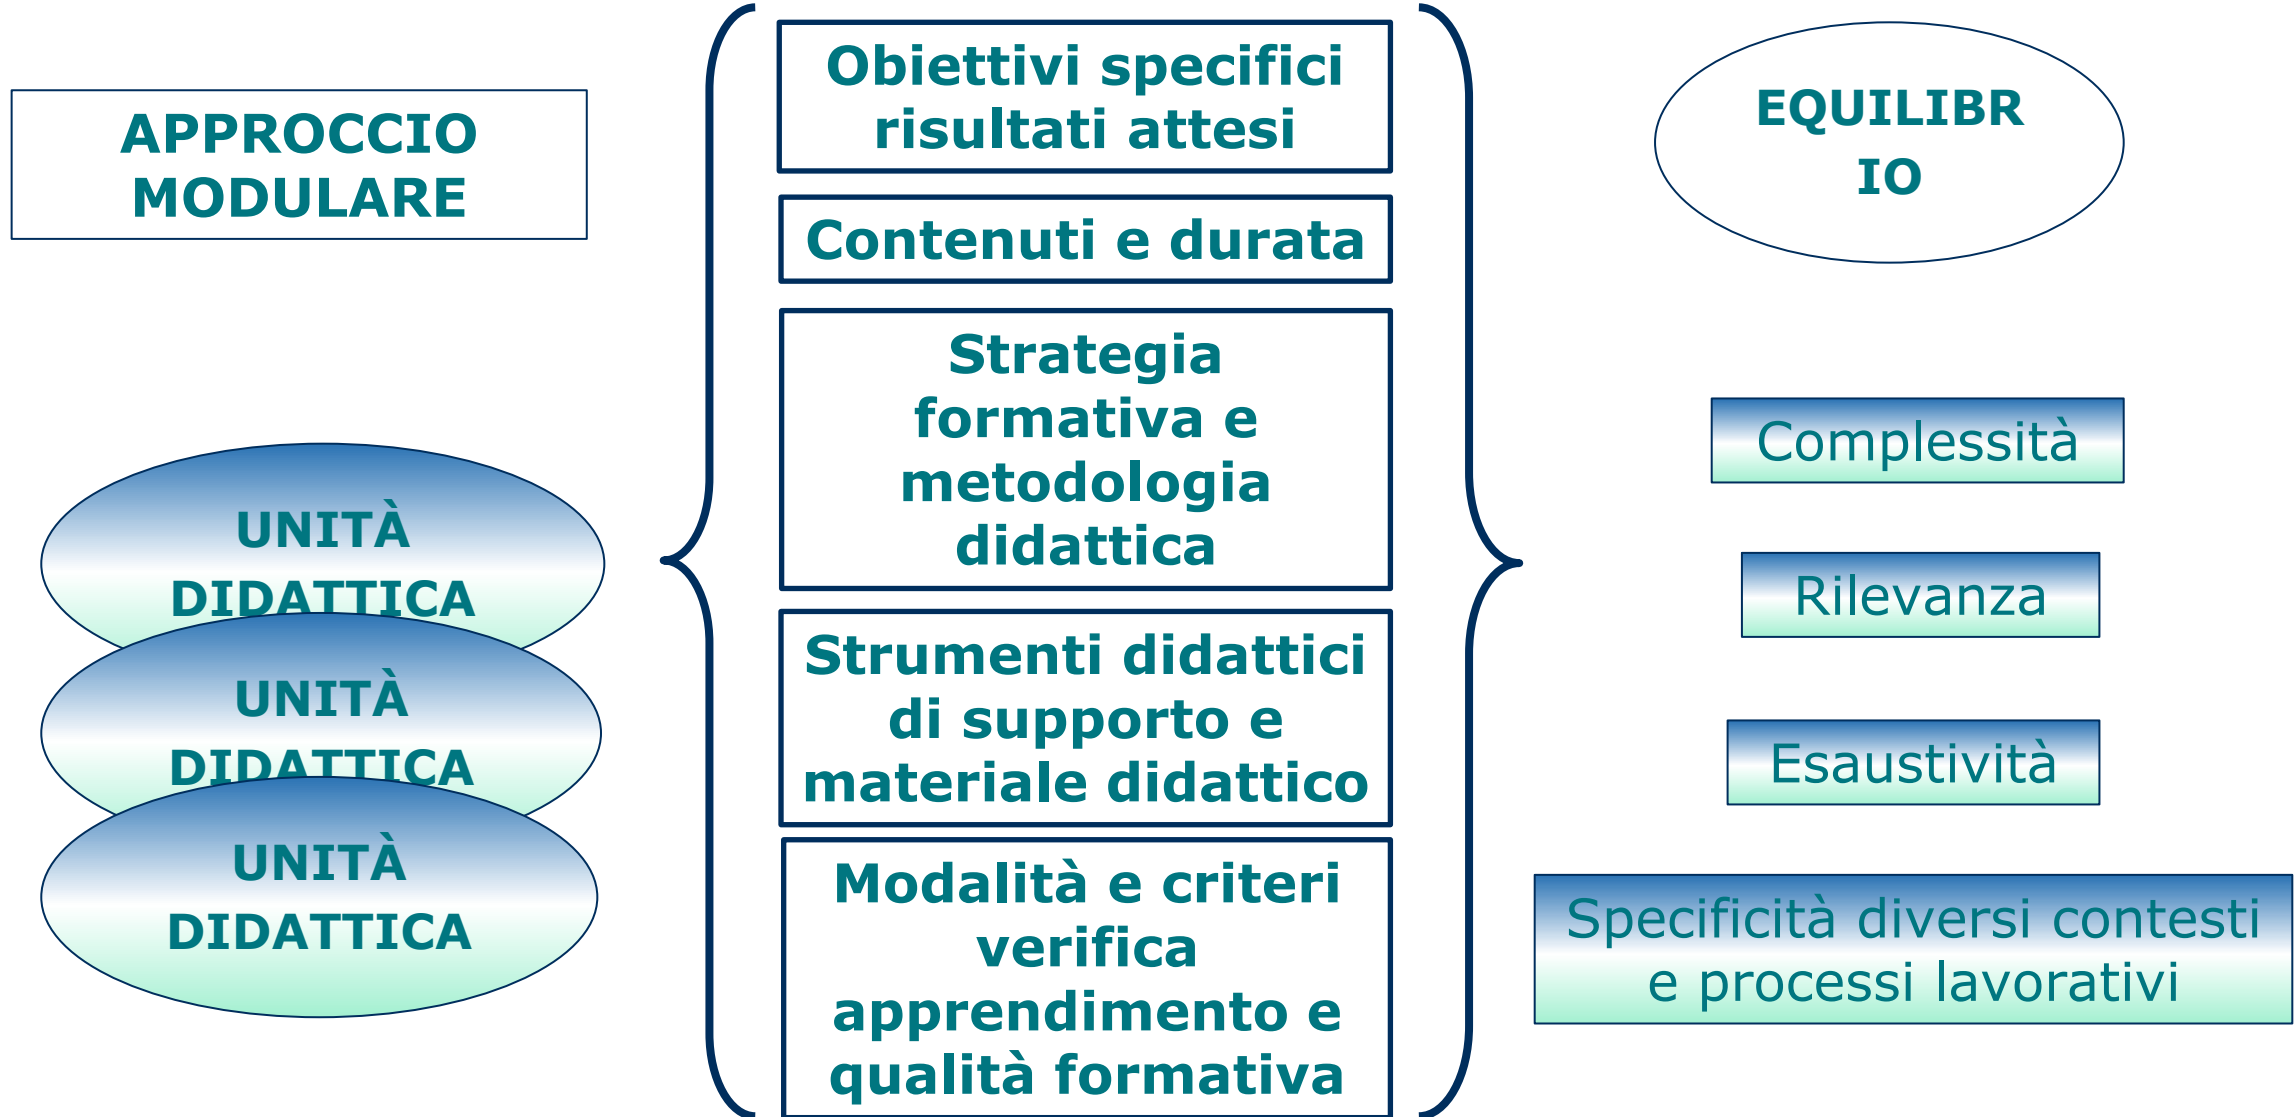 APPROCCIO
MODULARE
UNITÀ
DIDATTICA
UNITÀ
DIDATTICA
UNITÀ
DIDATTICA
Obiettivi specifici
risultati attesi
Contenuti e durata
Strategia
formativa e
metodologia
didattica
Strumenti didattici
di supporto e
materiale didattico
Modalità e criteri
verifica
apprendimento e
qualità formativa
EQUILIBR
IO
Complessità
Rilevanza
Esaustività
Specificità diversi contesti
e processi lavorativi